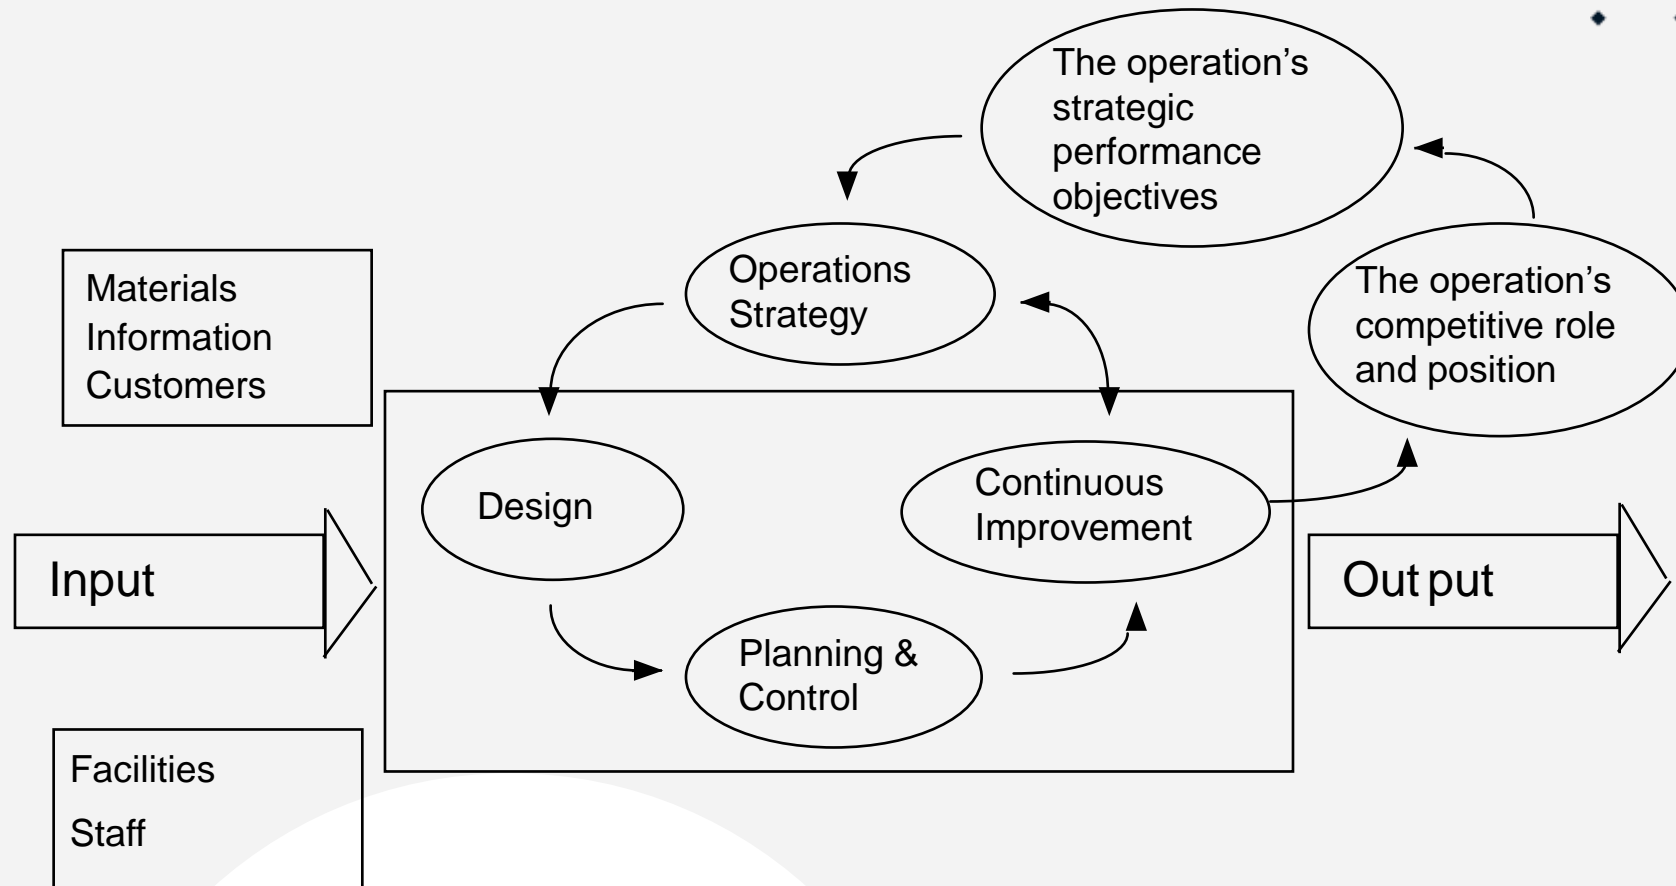 The operation’s
strategic
performance
objectives
Operations
Strategy
The operation’s
competitive role
and position
Materials
Information
Customers
Design
Continuous
Improvement
Input
Out put
Planning &
Control
Facilities
Staff